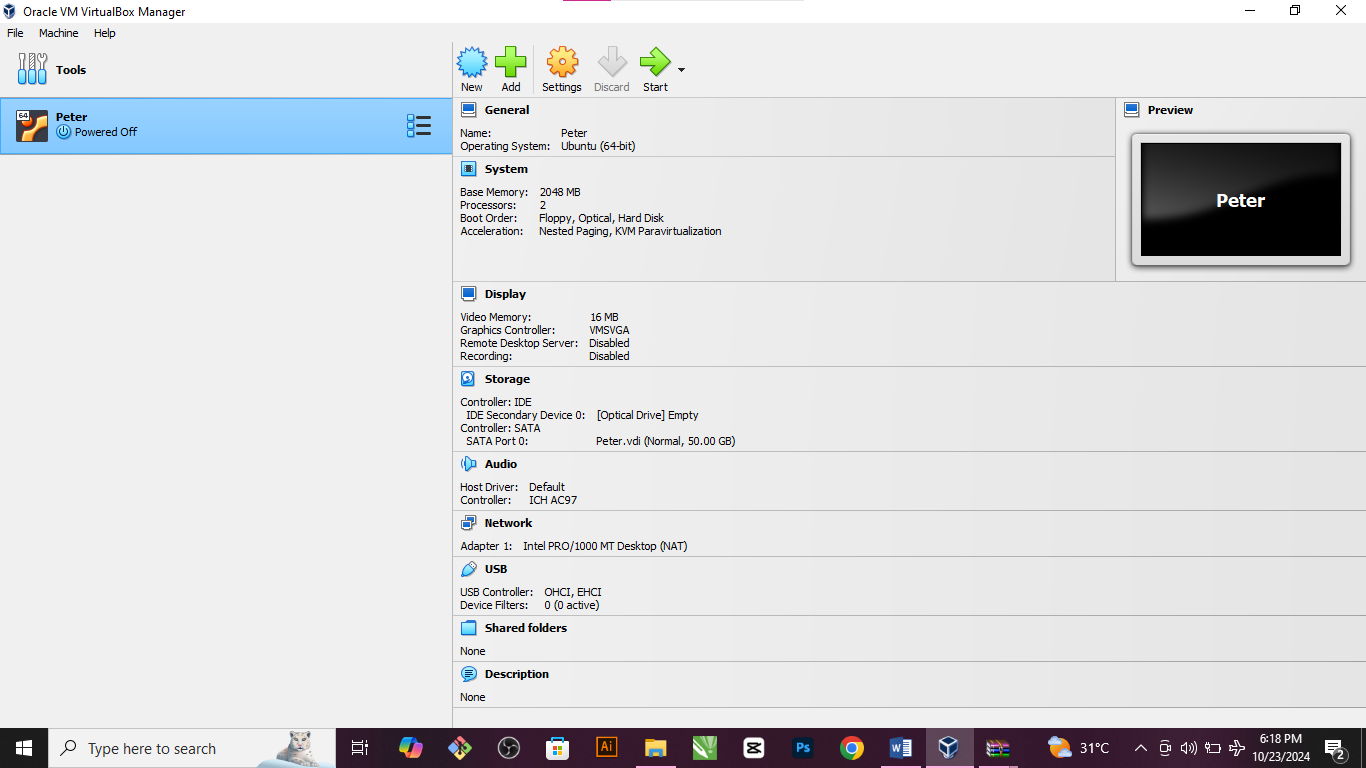 Oracle VM VirtualBox Manager
File Machine Help
Tools
New Add Settings Discard Start
64 Peter
Powered Off
General
Name: Peter
Operating System: Ubuntu (64-bit)
Preview
Peter
System
Base Memory: 2048 MB
Processors: 2
Boot Order: Floppy, Optical, Hard Disk
Acceleration: Nested Paging, KVM Paravirtualization
Display
Video Memory: 16 MB
Graphics Controller: VMSVGA
Remote Desktop Server: Disabled
Recording: Disabled
Storage
Controller: IDE
IDE Secondary Device 0: [Optical Drive] Empty
Controller: SATA
SATA Port 0: Peter.vdi (Normal, 50.00 GB)
Audio
Host Driver: Default
Controller: ICH AC97
Network
Adapter 1: Intel PRO/1000 MT Desktop (NAT)
USB
USB Controller: OHCI, EHCI
Device Filters: 0 (0 active)
Shared folders
None
Description
None
Type here to search
Ai
Ps
W
31°C
6:18 PM
10/23/2024
2